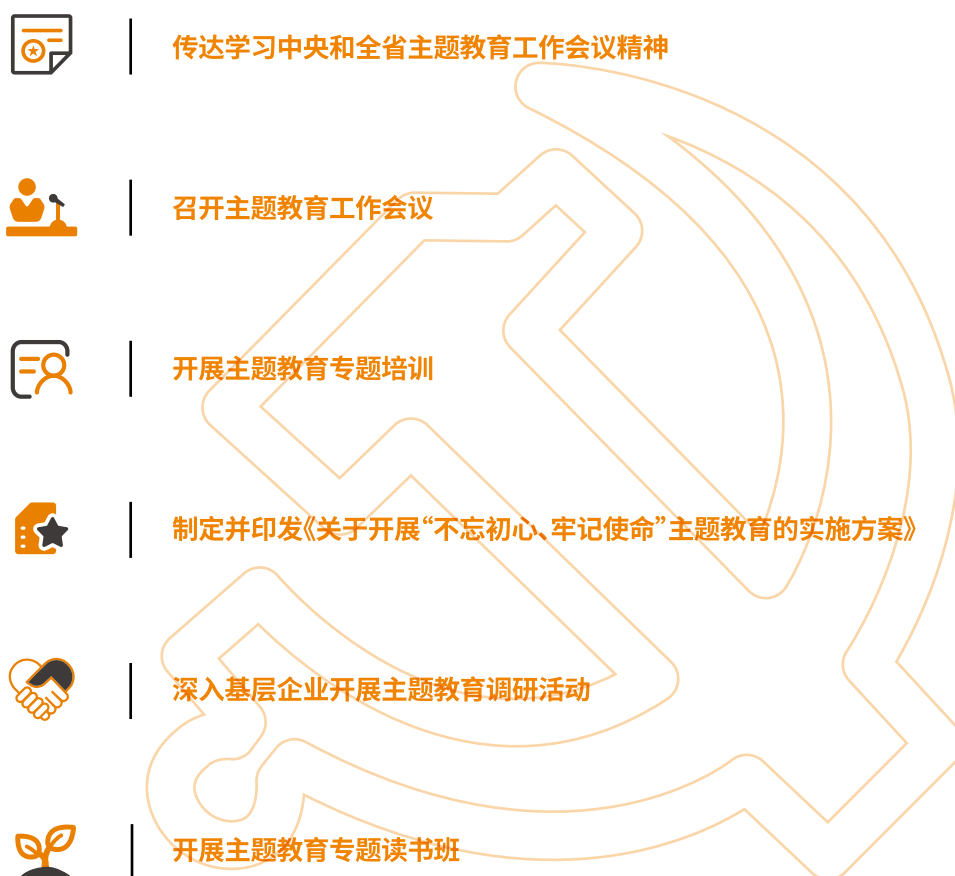 传达学习中央和全省主题教育工作会议精神
召开主题教育工作会议
开展主题教育专题培训
制定并印发《关于开展“不忘初心、牢记使命”主题教育的实施方案》
深入基层企业开展主题教育调研活动
开展主题教育专题读书班